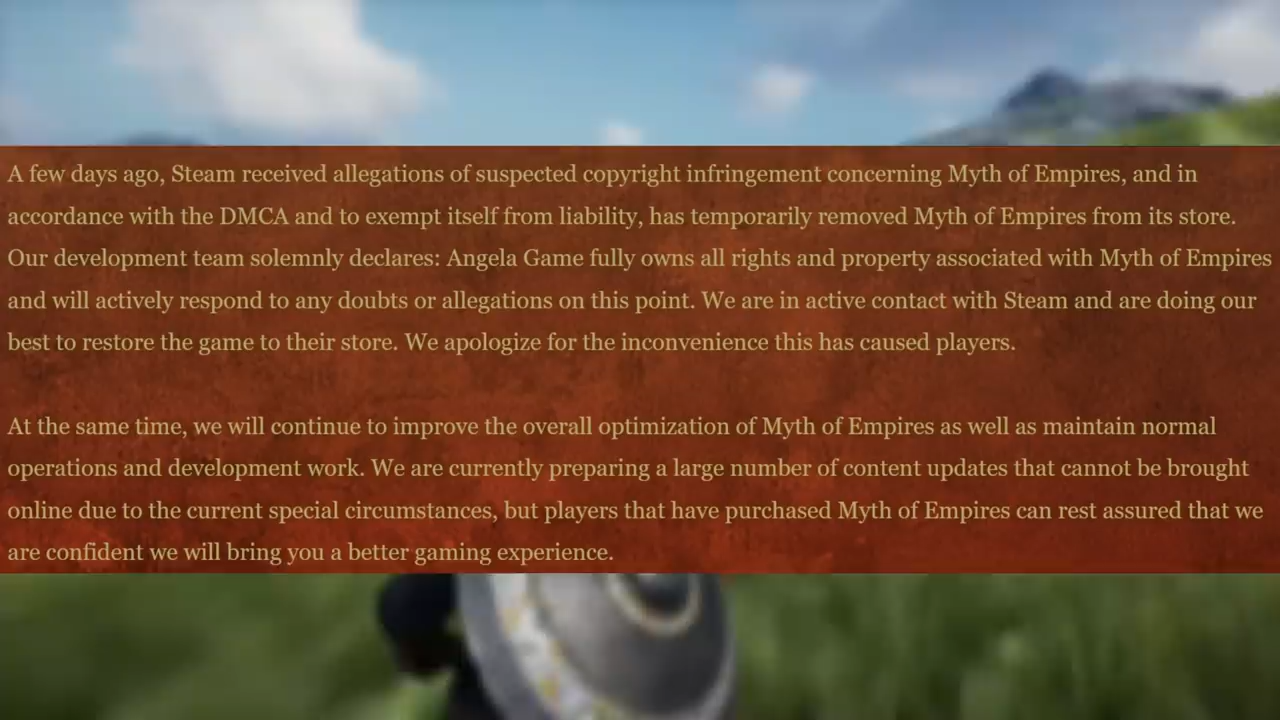 A few days ago, Steam received allegations of suspected copyright infringement concerning Myth of Empires, and in
accordance with the DMCA and to exempt itself from liability, has temporarily removed Myth of Empires from its store.
Our development team solemnly declares: Angela Game fully owns all rights and property associated with Myth of Empires
and will actively respond to any doubts or allegations on this point. We are in active contact with Steam and are doing our
best to restore the game to their store. We apologize for the inconvenience this has caused players.
At the same time, we will continue to improve the overall optimization of Myth of Empires as well as maintain normal
operations and development work. We are currently preparing a large number of content updates that cannot be brought
online due to the current special circumstances, but players that have purchased Myth of Empires can rest assured that we
are confident we will bring you a better gaming experience.